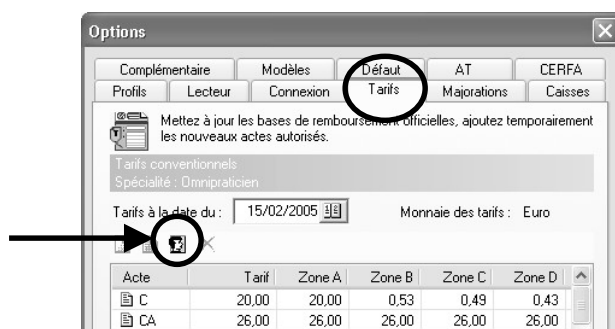 Options
Complémentaire Modèles Défaut AT CERFA
Profils Lecteur Connexion Tarifs Majorations Caisses
Mettez à jour les bases de remboursement officielles, ajoutez temporairement
les nouveaux actes autorisés.
Tarifs conventionnels
Spécialité : Omnipraticien
Tarifs à la date du : 15/02/2005 Monnaie des tarifs : Euro
Acte Tarif Zone A Zone B Zone C Zone D
C 20,00 20,00 0,53 0,49 0,43
CA 26,00 26,00 26,00 26,00 26,00